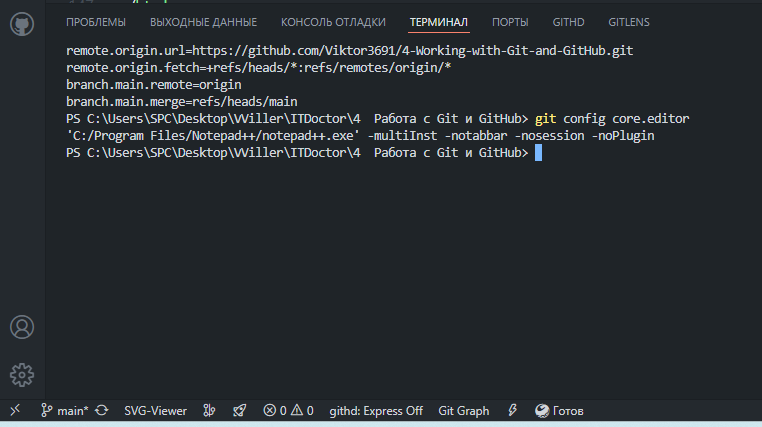 ПРОБЛЕМЫ ВЫХОДНЫЕ ДАННЫЕ КОНСОЛЬ ОТЛАДКИ ТЕРМИНАЛ ПОРТЫ GITHD GITLENS
remote.origin.url=https://github.com/Viktor3691/4-Working-with-Git-and-GitHub.git
remote.origin.fetch=+refs/heads/*:refs/remotes/origin/*
branch.main.remote=origin
branch.main.merge=refs/heads/main
PS C:\Users\SPC\Desktop\VViller\ITDoctor\4  Работа с Git и GitHub> git config core.editor
'C:/Program Files/Notepad++/notepad++.exe' -multiInst -notabbar -nosession -noPlugin
PS C:\Users\SPC\Desktop\VViller\ITDoctor\4  Работа с Git и GitHub>
main* SVG-Viewer 0 0 githd: Express Off Git Graph Готов